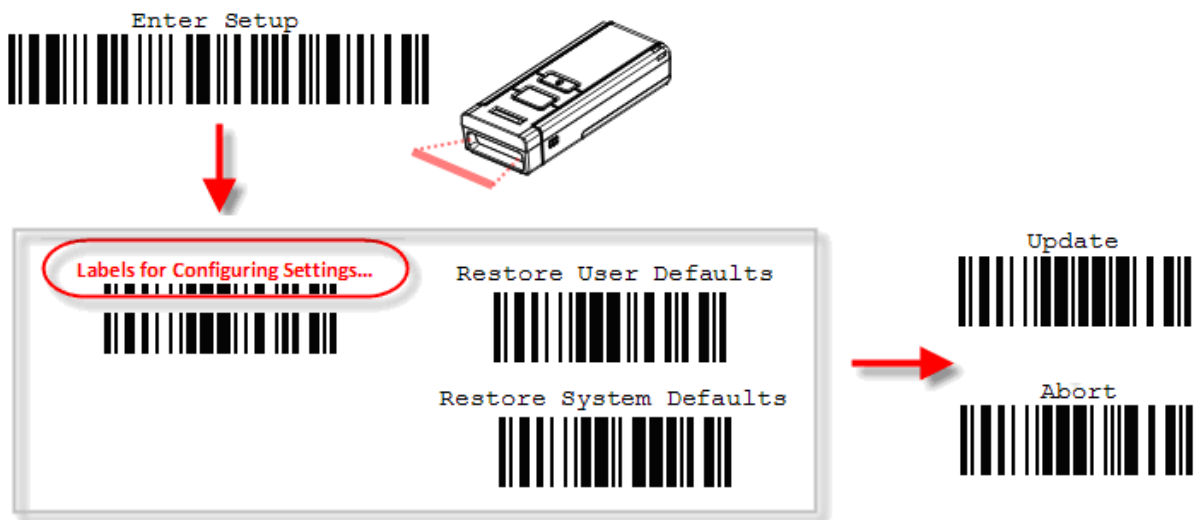 Enter Setup
Labels for Configuring Settings...
Restore User Defaults
Restore System Defaults
Update
Abort